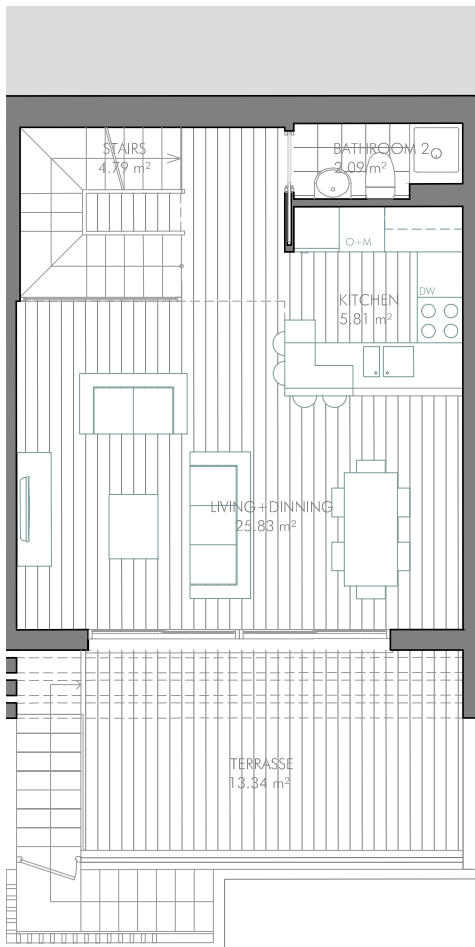 STAIRS
4.79 m²
BATHROOM 2
2.09 m²
O+M
KITCHEN
5.81 m²
DW
LIVING+DINNING
25.83 m²
TERRASSE
13.34 m²